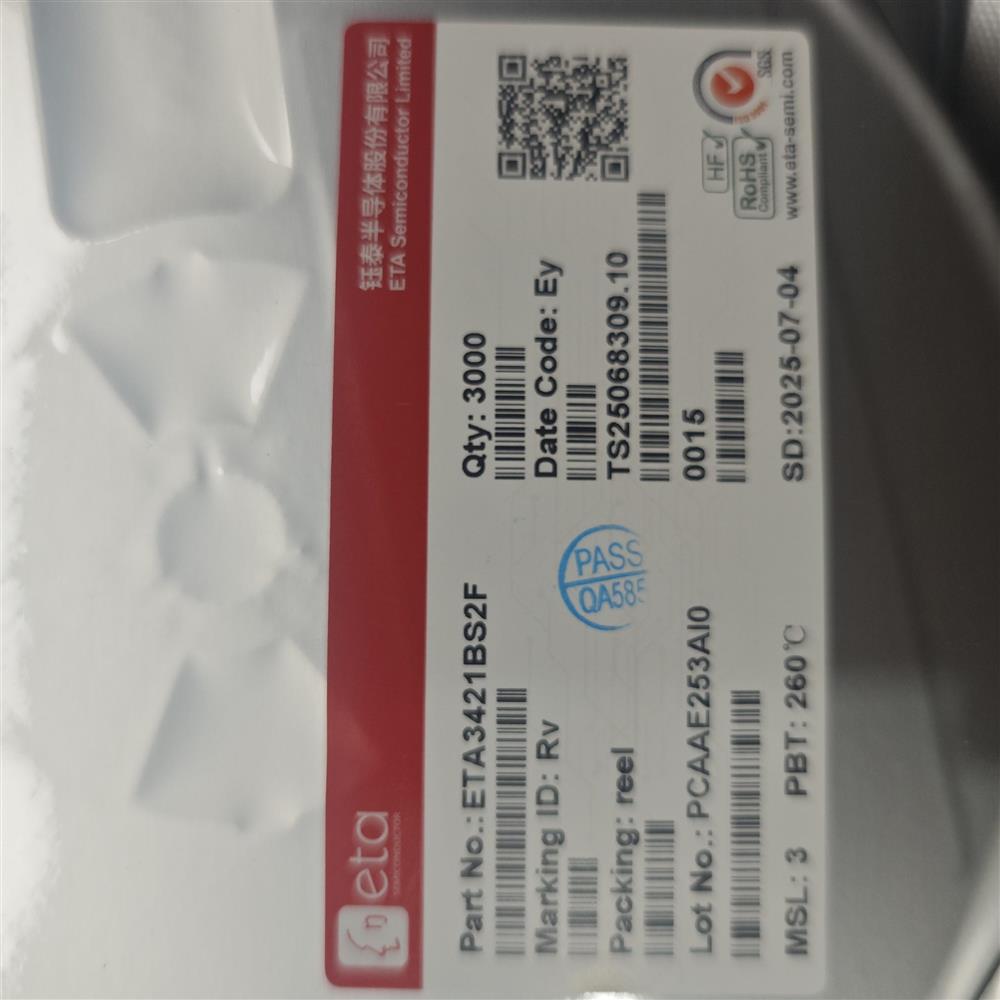 eta
SEMICONDUCTOR
钰泰半导体股份有限公司
ETA Semiconductor Limited
Part No.: ETA3421BS2F
Qty: 3000
Marking ID: Rv
Date Code: Ey
Packing: reel
PASS
QA585
TS25068309.10
Lot No.: PCAAE253AI0
0015
MSL: 3
PBT: 260℃
SD:2025-07-04
HF
RoHS
Compliant
SGS
www.eta-semi.com